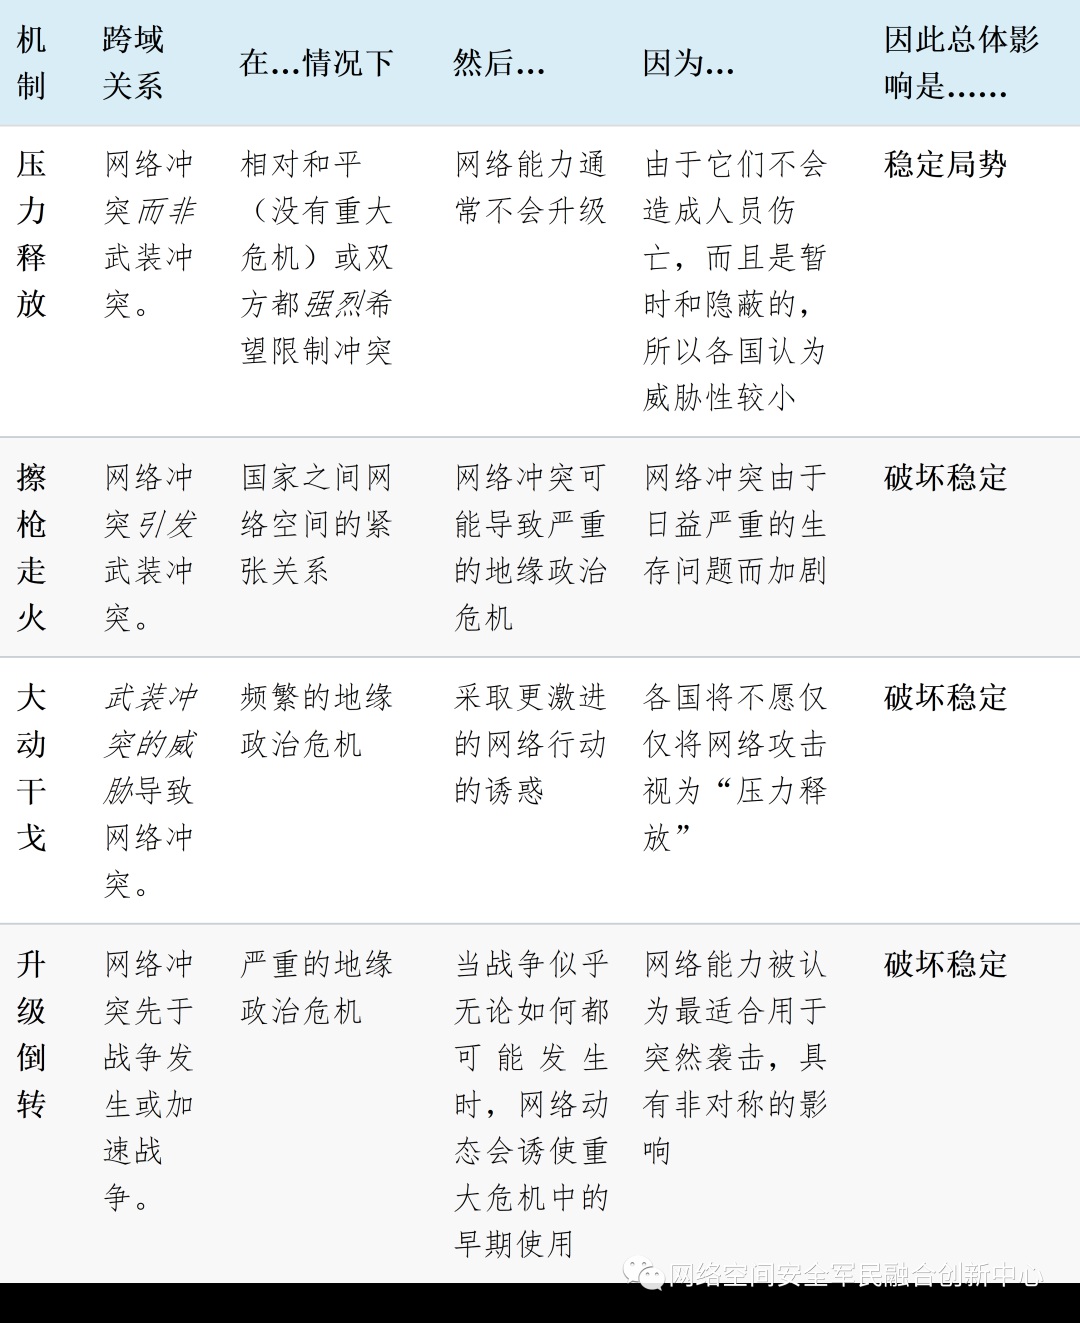 机
制
跨域
关系
在…情况下
然后…
因为…
因此总体影
响是……
压
力
释
放
网络冲
突而非
武装冲
突。
相对和平
（没有重大
危机）或双
方都强烈希
望限制冲突
网络能力通
常不会升级
由于它们不会
造成人员伤
亡，而且是暂
时和隐蔽的，
所以各国认为
威胁性较小
稳定局势
擦
枪
走
火
网络冲
突引发
武装冲
突。
国家之间网
络空间的紧
张关系
网络冲突可
能导致严重
的地缘政治
危机
网络冲突由于
日益严重的生
存问题而加剧
破坏稳定
大
动
干
戈
武装冲
突的威
胁导致
网络冲
突。
频繁的地缘
政治危机
采取更激进
的网络行动
的诱惑
各国将不愿仅
仅将网络攻击
视为“压力释
放”
破坏稳定
升
级
倒
转
网络冲
突先于
战争发
生或加
速战
争。
严重的地缘
政治危机
当战争似乎
无论如何都
可能发生
时，网络动
态会诱使重
大危机中的
早期使用
网络能力被认
为最适合用于
突然袭击，具
有非对称的影
响
破坏稳定
网络空间安全军民融合创新中心